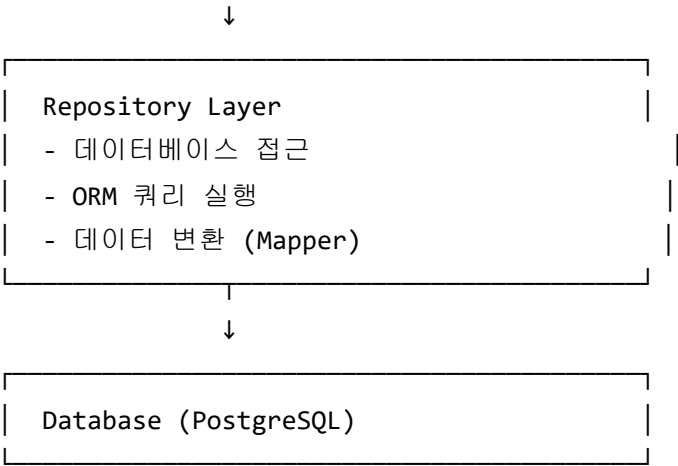 ↓
Repository Layer
- 데이터베이스 접근
- ORM 쿼리 실행
- 데이터 변환 (Mapper)
↓
Database (PostgreSQL)